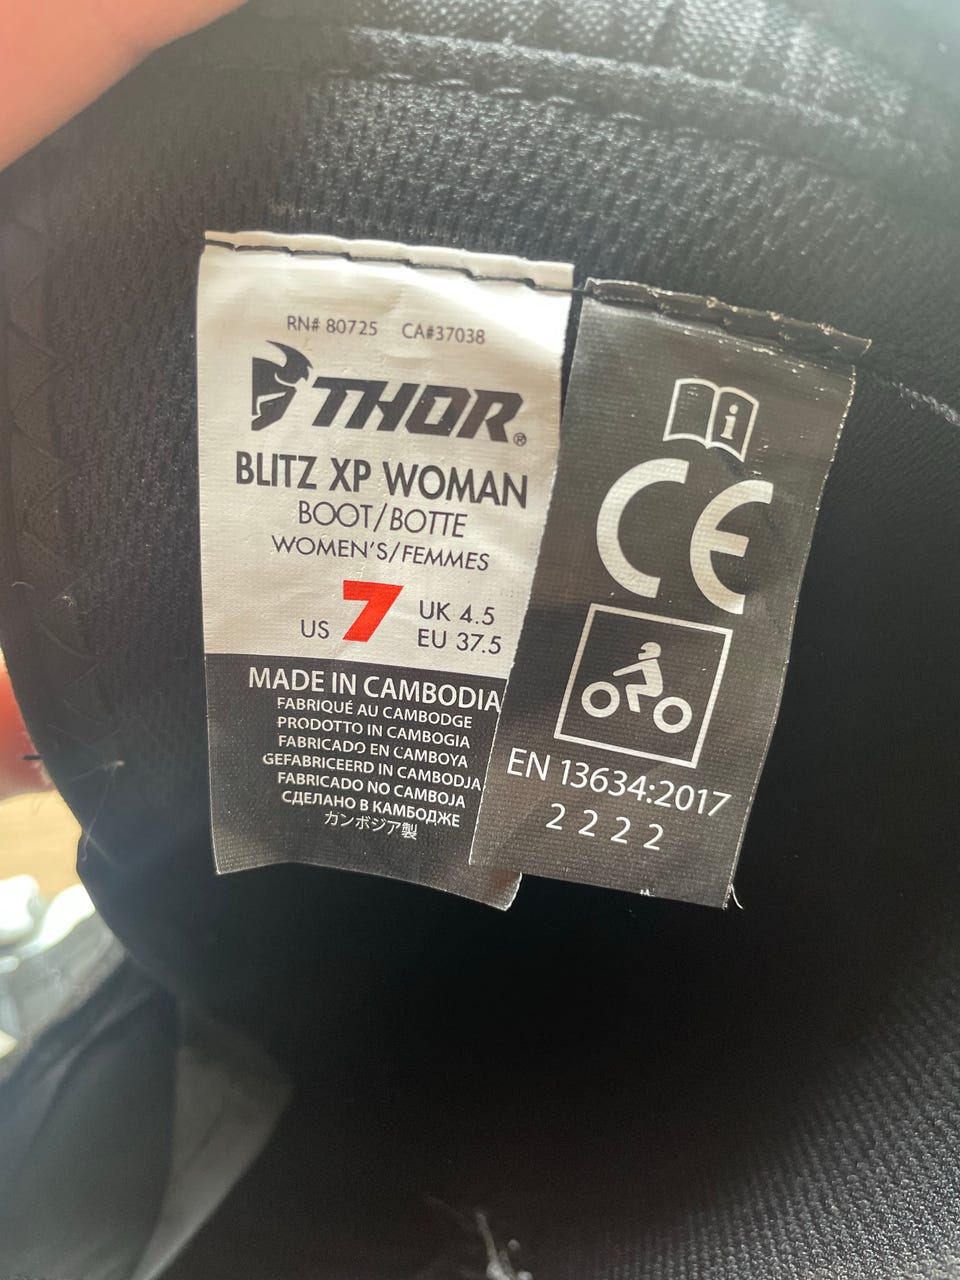 RN# 80725 CA#37038
THOR®
BLITZ XP WOMAN
BOOT/BOTTE
WOMEN'S/FEMMES
US 7 UK 4.5
EU 37.5
MADE IN CAMBODIA
FABRIQUÉ AU CAMBODGE
PRODOTTO IN CAMBOGIA
FABRICADO EN CAMBOYA
GEFABRICEERD IN CAMBODJA
FABRICADO NO CAMBOJA
СДЕЛАНО В КАМБОДЖЕ
カンボジア製
i
CE
EN 13634:2017
2 2 2 2